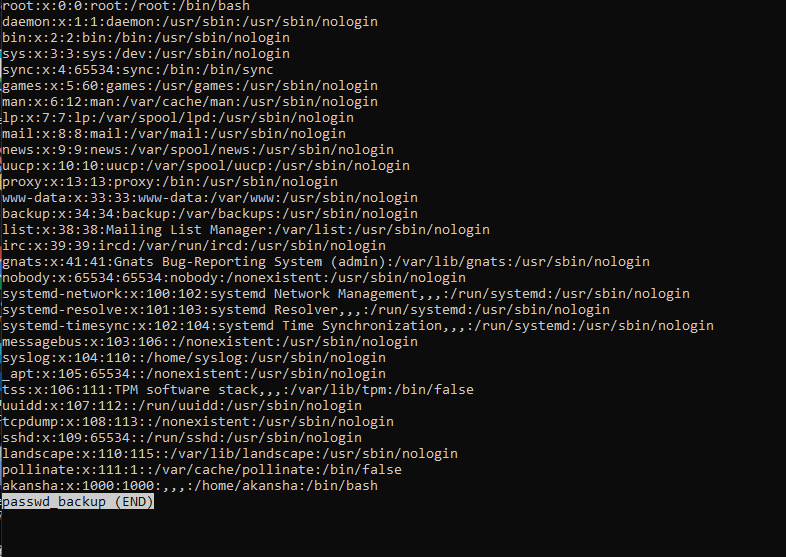 root:x:0:0:root:/root:/bin/bash
daemon:x:1:1:daemon:/usr/sbin:/usr/sbin/nologin
bin:x:2:2:bin:/bin:/usr/sbin/nologin
sys:x:3:3:sys:/dev:/usr/sbin/nologin
sync:x:4:65534:sync:/bin:/bin/sync
games:x:5:60:games:/usr/games:/usr/sbin/nologin
man:x:6:12:man:/var/cache/man:/usr/sbin/nologin
lp:x:7:7:lp:/var/spool/lpd:/usr/sbin/nologin
mail:x:8:8:mail:/var/mail:/usr/sbin/nologin
news:x:9:9:news:/var/spool/news:/usr/sbin/nologin
uucp:x:10:10:uucp:/var/spool/uucp:/usr/sbin/nologin
proxy:x:13:13:proxy:/bin:/usr/sbin/nologin
www-data:x:33:33:www-data:/var/www:/usr/sbin/nologin
backup:x:34:34:backup:/var/backups:/usr/sbin/nologin
list:x:38:38:Mailing List Manager:/var/list:/usr/sbin/nologin
irc:x:39:39:ircd:/var/run/ircd:/usr/sbin/nologin
gnats:x:41:41:Gnats Bug-Reporting System (admin):/var/lib/gnats:/usr/sbin/nologin
nobody:x:65534:65534:nobody:/nonexistent:/usr/sbin/nologin
systemd-network:x:100:102:systemd Network Management,,,:/run/systemd:/usr/sbin/nologin
systemd-resolve:x:101:103:systemd Resolver,,,:/run/systemd:/usr/sbin/nologin
systemd-timesync:x:102:104:systemd Time Synchronization,,,:/run/systemd:/usr/sbin/nologin
messagebus:x:103:106::/nonexistent:/usr/sbin/nologin
syslog:x:104:110::/home/syslog:/usr/sbin/nologin
_apt:x:105:65534::/nonexistent:/usr/sbin/nologin
tss:x:106:111:TPM software stack,,,:/var/lib/tpm:/bin/false
uuidd:x:107:112::/run/uuidd:/usr/sbin/nologin
tcpdump:x:108:113::/nonexistent:/usr/sbin/nologin
sshd:x:109:65534::/run/sshd:/usr/sbin/nologin
landscape:x:110:115::/var/lib/landscape:/usr/sbin/nologin
pollinate:x:111:1::/var/cache/pollinate:/bin/false
akansha:x:1000:1000:,,,:/home/akansha:/bin/bash
passwd_backup (END)